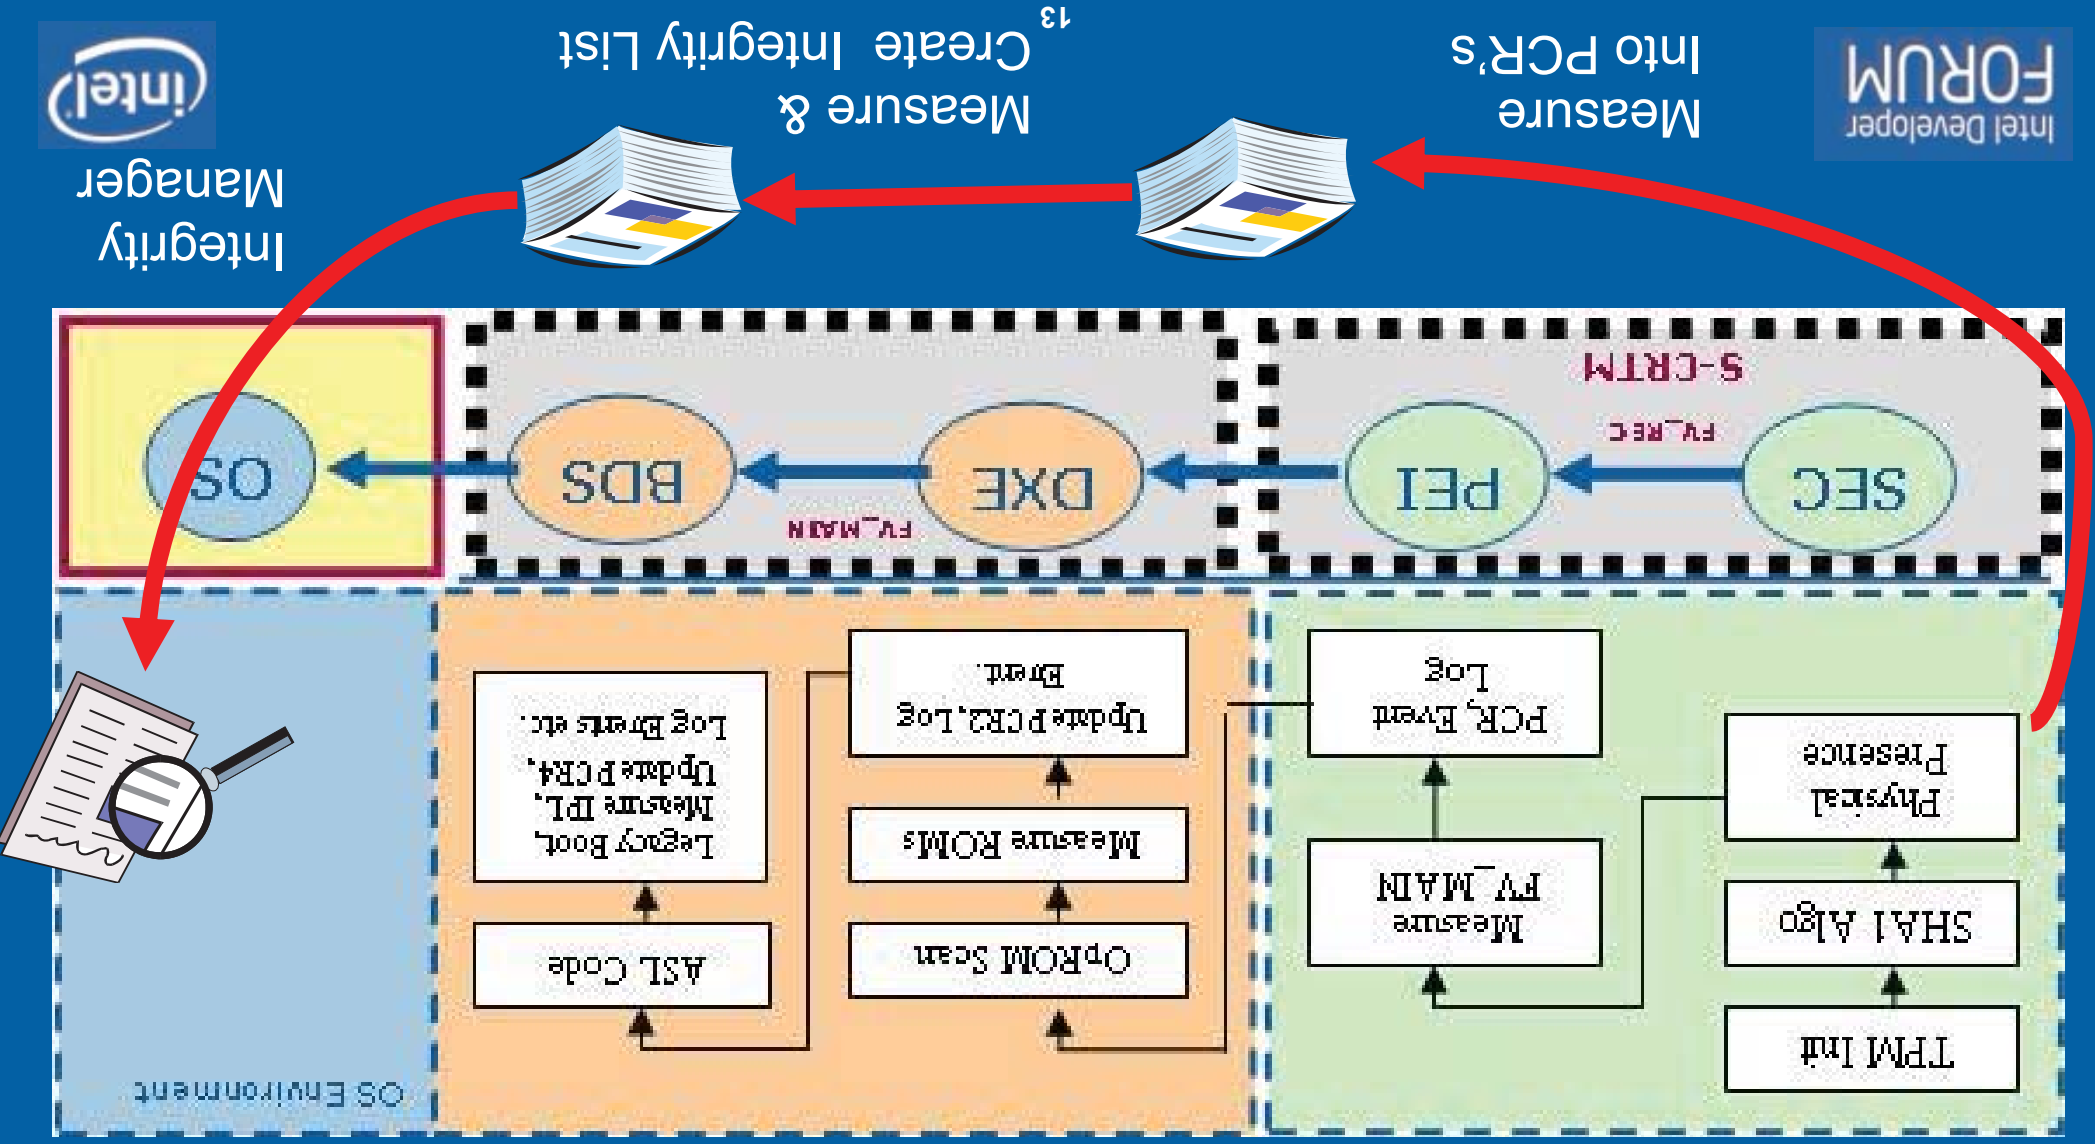 OS Environment
TPM Init
SHA1 Algo
Physical
Presence
Measure
FV_MAIN
PCR, Event
Log
OpROM Scan
Measure ROMs
Update PCR2, Log
Event.
ASL Code
Legacy Boot,
Measure IPL,
Update PCR4,
Log Events etc.
SEC
FV_REC
PEI
S-CRTM
DXE
FV_MAIN
BDS
OS
Measure
Into PCR's
Measure &
Create Integrity List
Integrity
Manager
Intel Developer
FORUM
13
intel